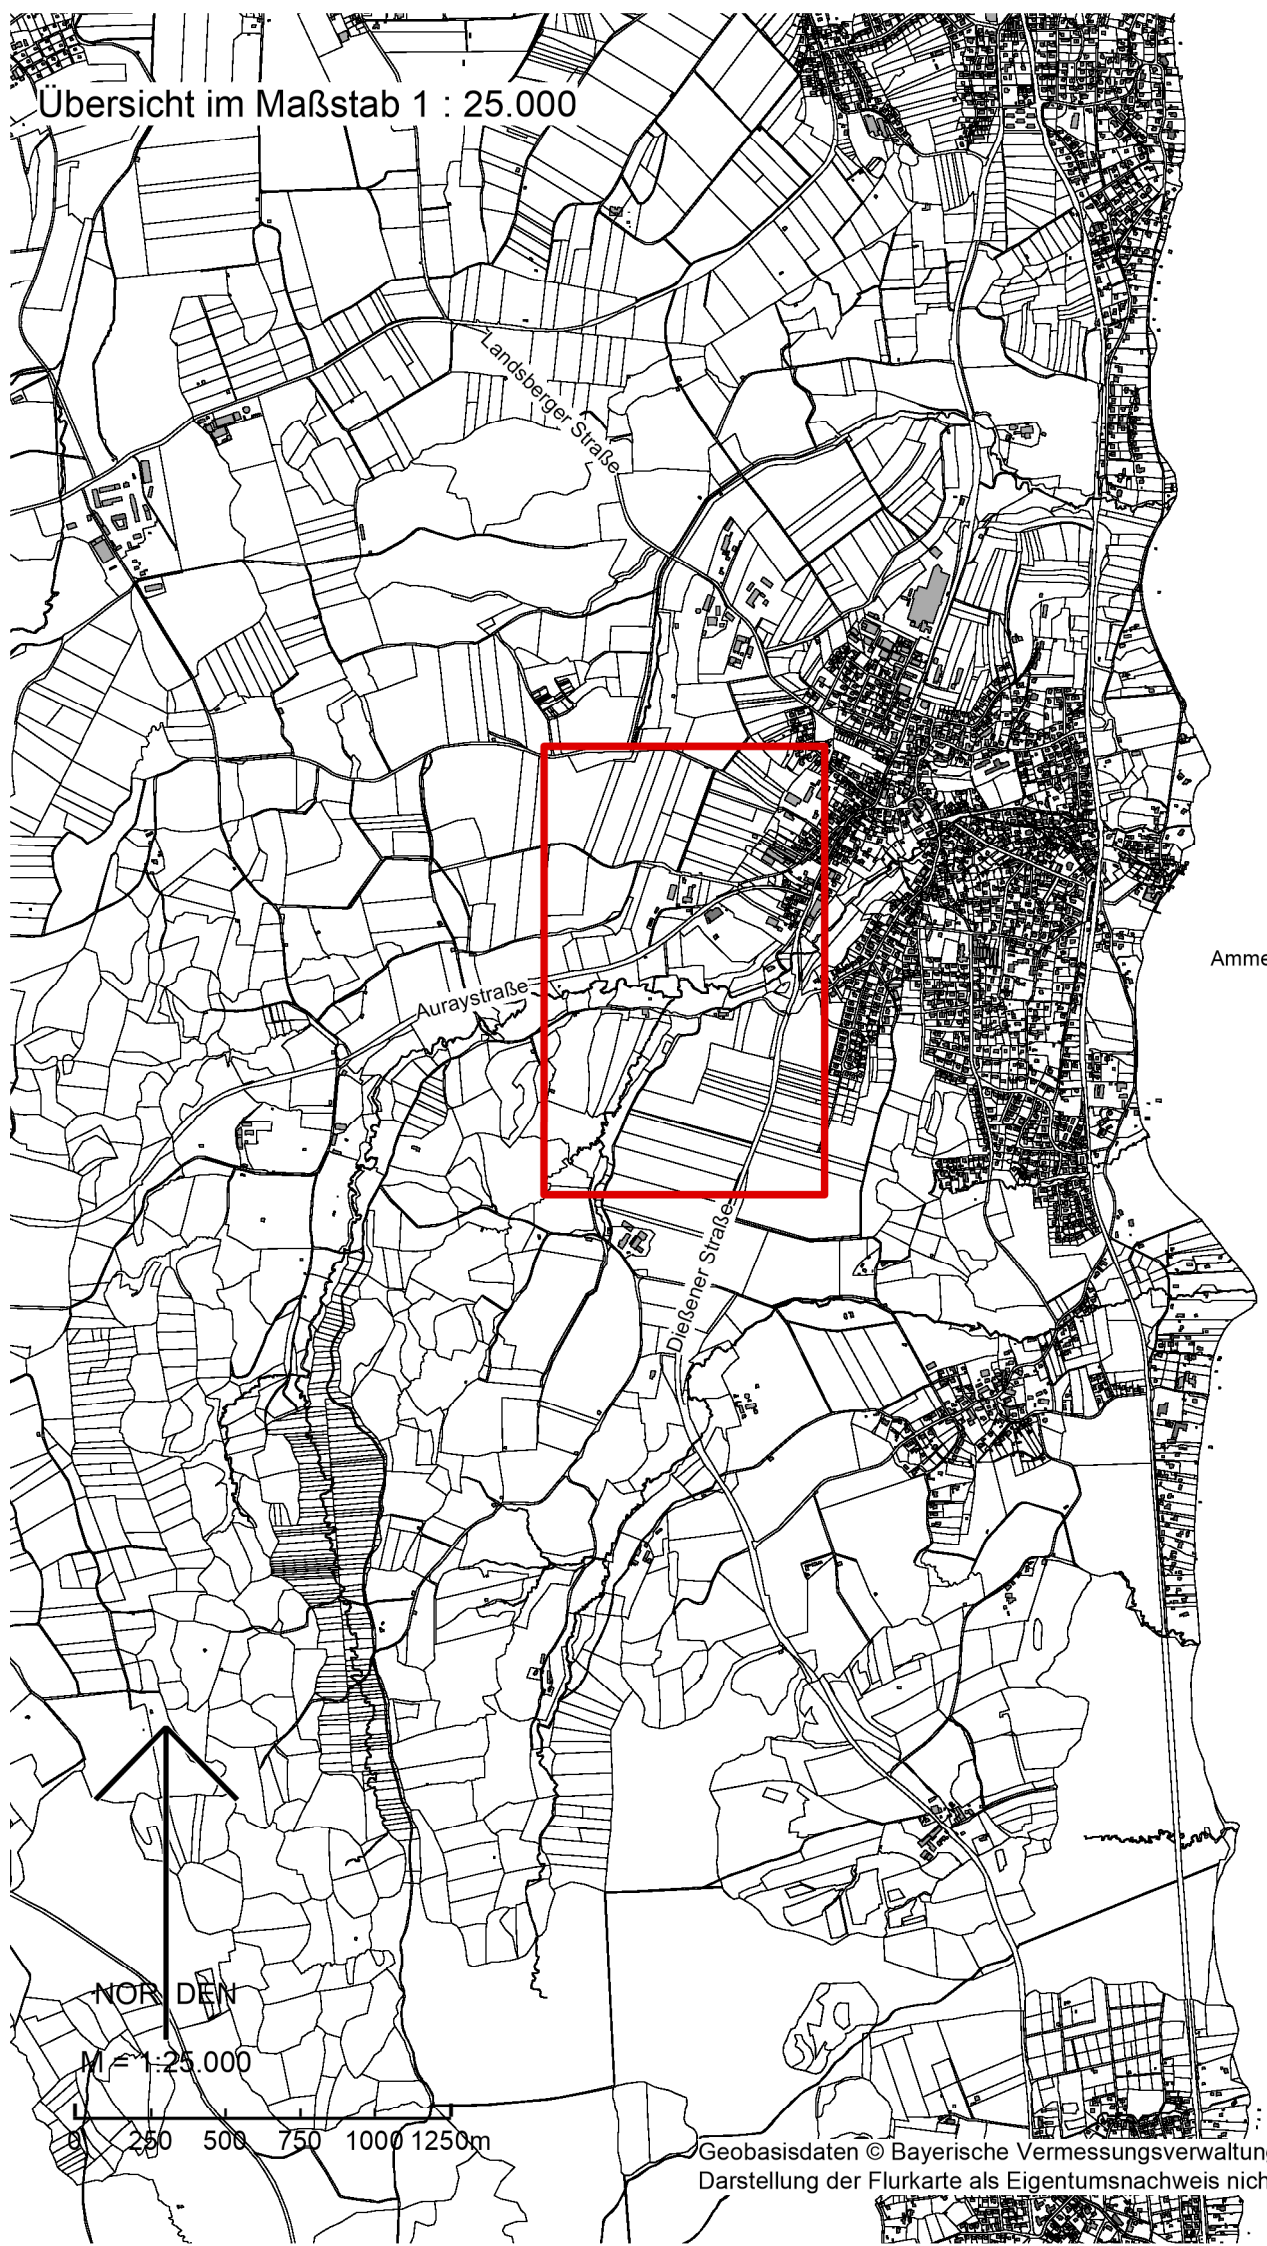 Übersicht im Maßstab 1 : 25.000
Landsberger Straße
Amme
Auraystraße
Dießener Straße
NORDEN
M = 1:25.000
0 250 500 750 1000 1250m
Geobasisdaten © Bayerische Vermessungsverwaltung
Darstellung der Flurkarte als Eigentumsnachweis nich